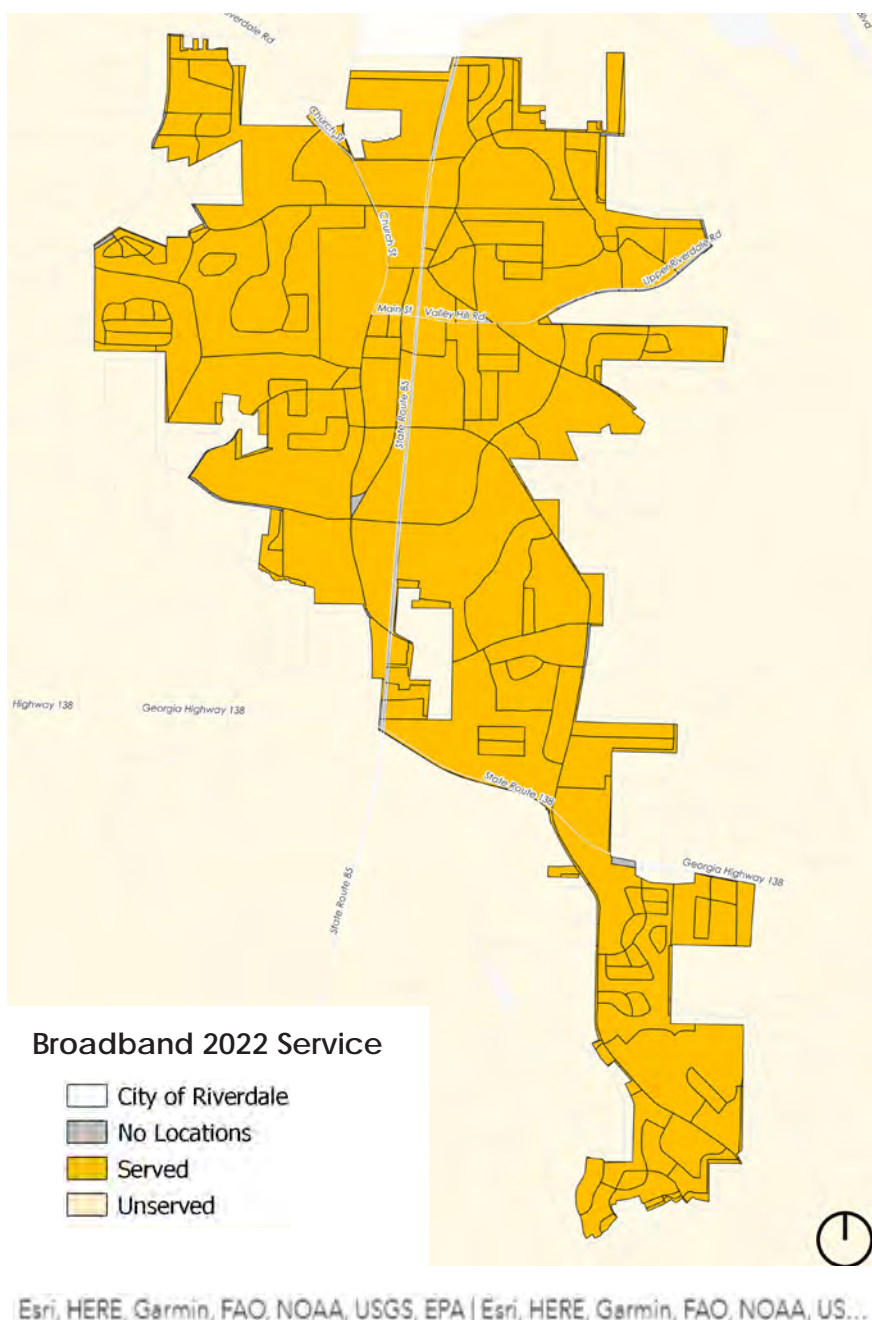 verdale Rd
Blvd
Church St
Church St
Upper Riverdale Rd
Main St
Valley Hill Rd
State Route 85
Highway 138
Georgia Highway 138
State Route 138
Georgia Highway 138
State Route 85
Broadband 2022 Service
City of Riverdale
No Locations
Served
Unserved
Esri, HERE, Garmin, FAO, NOAA, USGS, EPA | Esri, HERE, Garmin, FAO, NOAA, US...